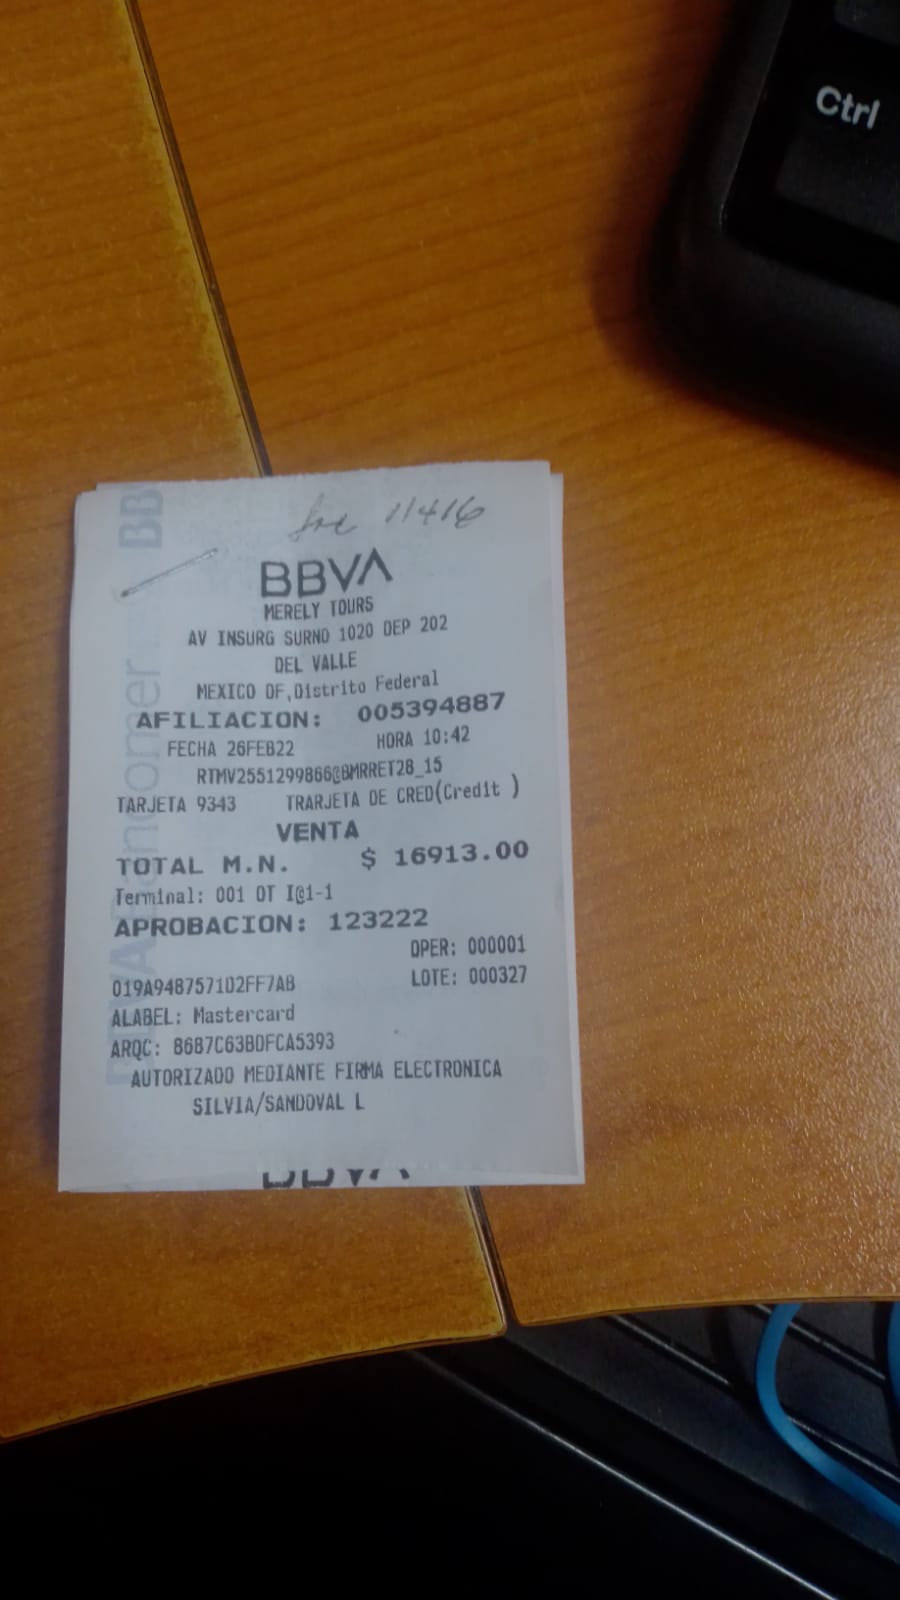 Ctrl
11416
BBVA
MERELY TOURS
AV INSURG SURNO 1020 DEP 202
DEL VALLE
MEXICO DF,Distrito Federal
AFILIACION: 005394887
FECHA 26FEB22 HORA 10:42
RTMV2551299866@BMRRET28_15
TARJETA 9343 TRARJETA DE CRED(Credit )
VENTA
TOTAL M.N. $ 16913.00
Terminal: 001 OT I@1-1
APROBACION: 123222
OPER: 000001
019A948757102FF7AB LOTE: 000327
ALABEL: Mastercard
ARQC: 8687C63BDFCA5393
AUTORIZADO MEDIANTE FIRMA ELECTRONICA
SILVIA/SANDOVAL L
BBVA